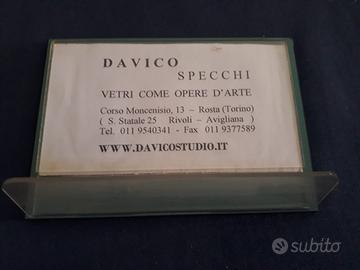 DAVICO
SPECCHI
VETRI COME OPERE D'ARTE
Corso Moncenisio, 13 - Rosta (Torino)
( S. Statale 25 Rivoli – Avigliana )
Tel. 011 9540341 - Fax 011 9377589
WWW.DAVICOSTUDIO.IT
subito